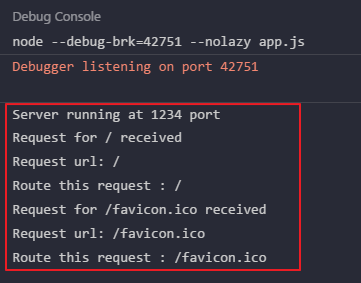 Debug Console
node --debug-brk=42751 --nolazy app.js
Debugger listening on port 42751
Server running at 1234 port
Request for / received
Request url: /
Route this request : /
Request for /favicon.ico received
Request url: /favicon.ico
Route this request : /favicon.ico